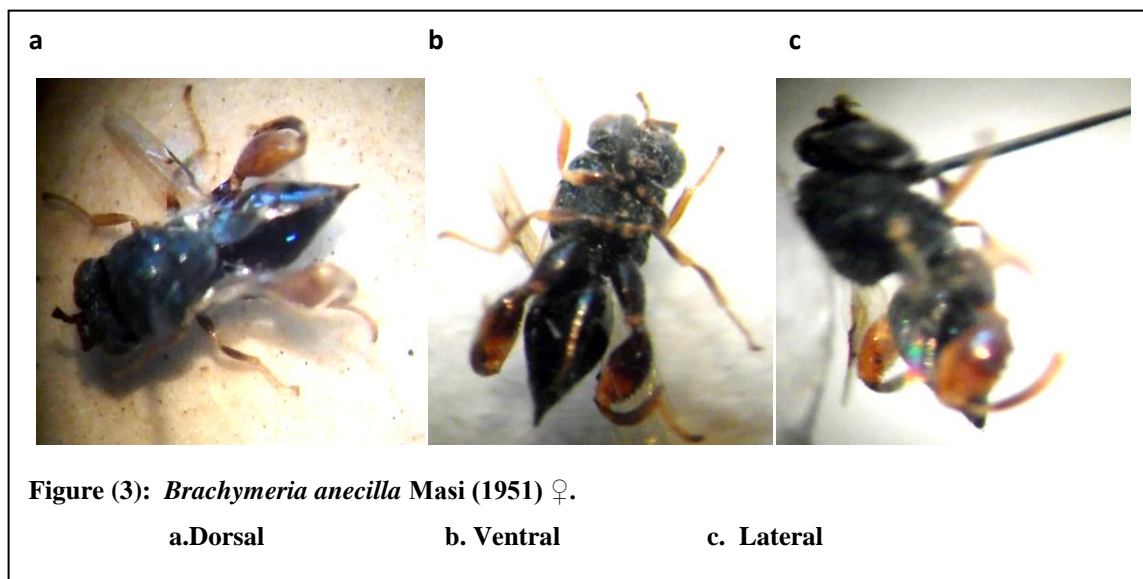 a b c
Figure (3): Brachymeria anecilla Masi (1951) ♀.
a.Dorsal b. Ventral c. Lateral